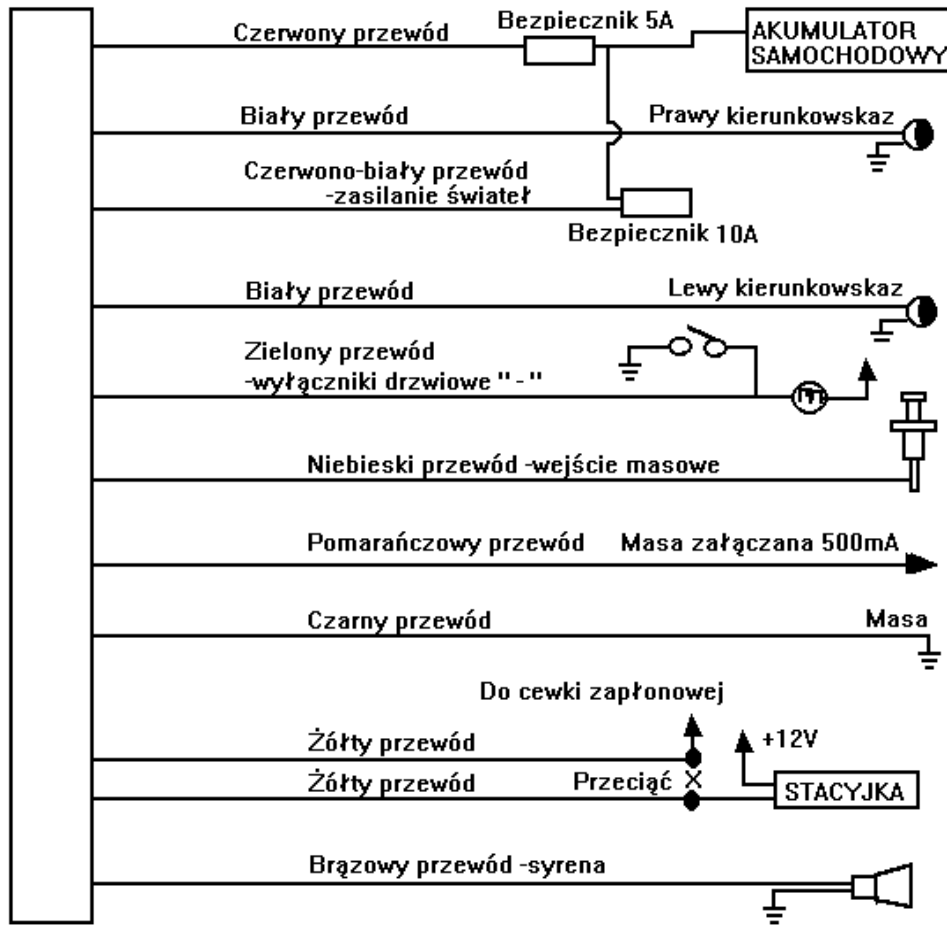 Czerwony przewód
Bezpiecznik 5A
AKUMULATOR
SAMOCHODOWY
Biały przewód
Prawy kierunkowskaz
Czerwono-biały przewód
-zasilanie świateł
Bezpiecznik 10A
Biały przewód
Lewy kierunkowskaz
Zielony przewód
-wyłączniki drzwiowe " - "
Niebieski przewód -wejście masowe
Pomarańczowy przewód
Masa załączana 500mA
Czarny przewód
Masa
Do cewki zapłonowej
Żółty przewód
+12V
Żółty przewód
Przeciąć
STACYJKA
Brązowy przewód -syrena